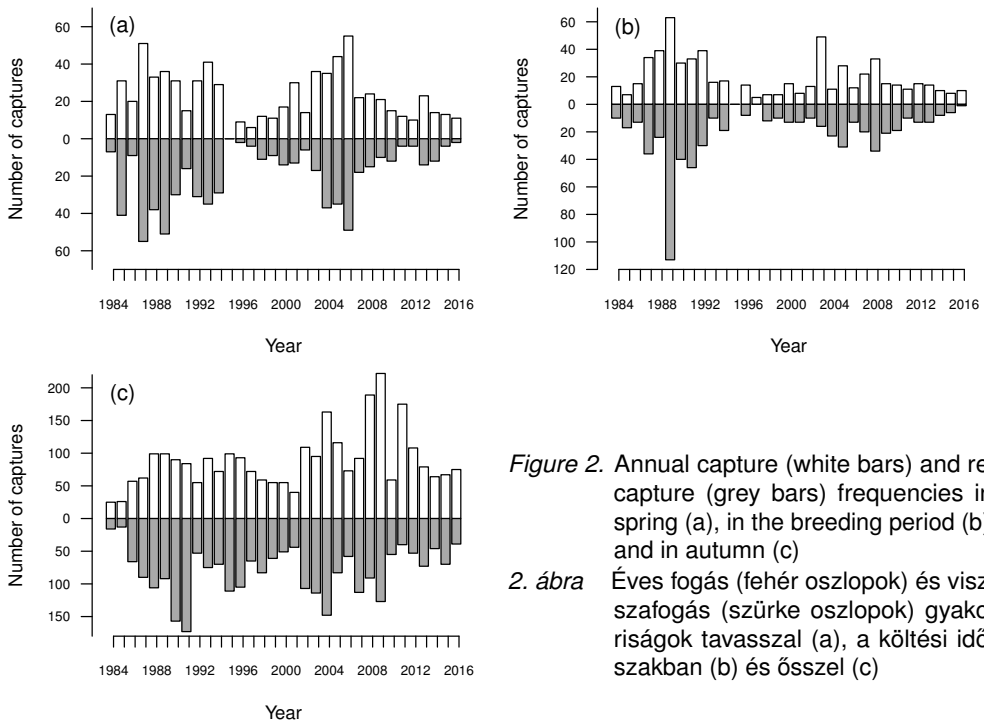 (a)
Number of captures
60
40
20
0
20
40
60
1984 1988 1992 1996 2000 2004 2008 2012 2016
Year
(b)
Number of captures
60
40
20
0
20
40
60
80
100
120
1984 1988 1992 1996 2000 2004 2008 2012 2016
Year
(c)
Number of captures
200
150
100
50
0
50
100
150
1984 1988 1992 1996 2000 2004 2008 2012 2016
Year
Figure 2. Annual capture (white bars) and re
capture (grey bars) frequencies in
spring (a), in the breeding period (b)
and in autumn (c)
2. ábra Éves fogás (fehér oszlopok) és visz
szafogás (szürke oszlopok) gyako
riságok tavasszal (a), a költési idő
szakban (b) és ősszel (c)